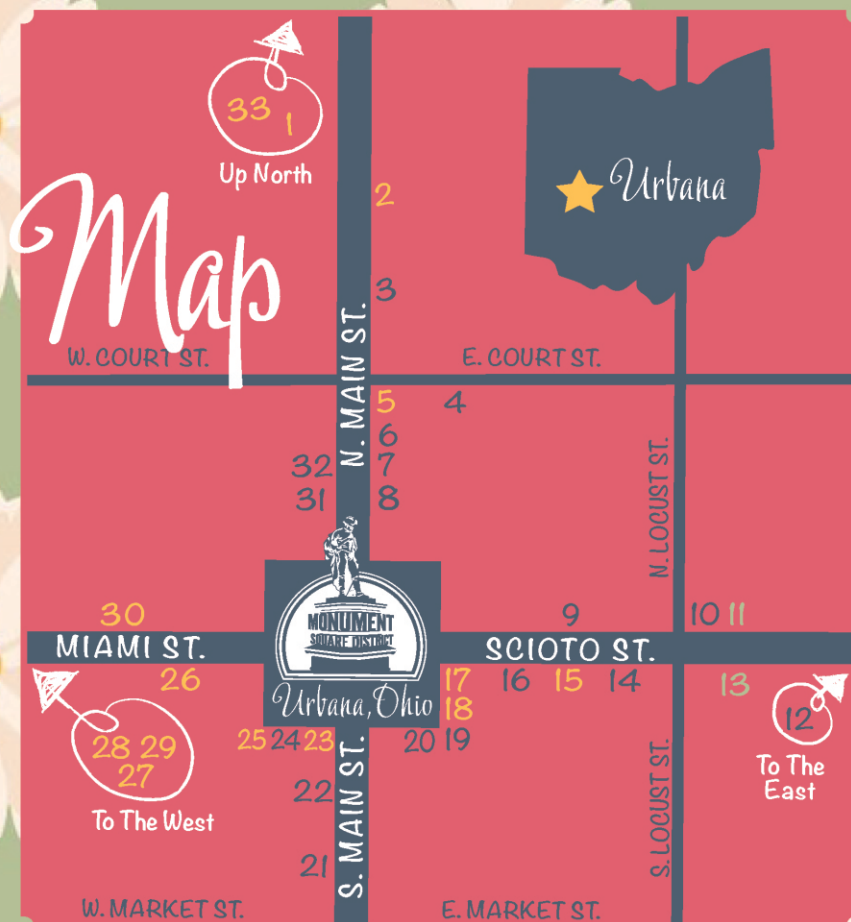 33 1
Up North
Map
Urbana
2
3
N. MAIN ST.
W. COURT ST.
E. COURT ST.
5
4
6
32
7
31
8
N. LOCUST ST.
MONUMENT
SQUARE DISTRICT
Urbana, Ohio
30
9
10 11
MIAMI ST.
SCIOTO ST.
26
17
16 15 14
13
18
12
To The
East
28 29
27
To The West
25 24 23
20 19
22
21
S. MAIN ST.
S. LOCUST ST.
W. MARKET ST.
E. MARKET ST.